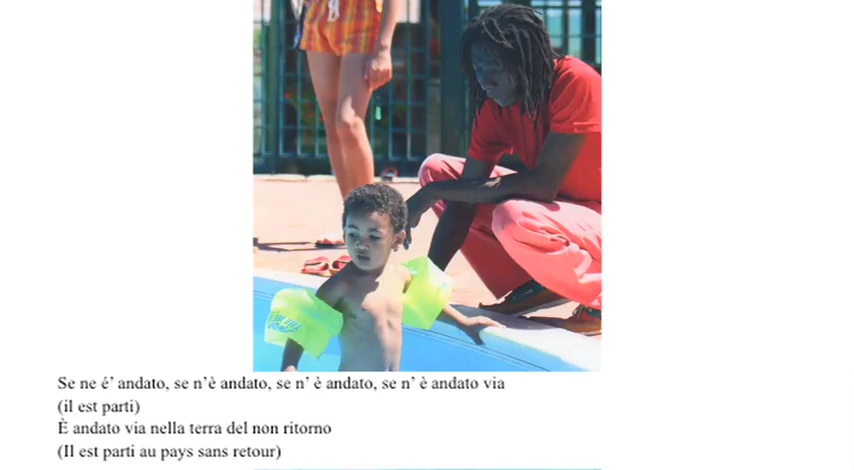 Se ne é’ andato, se n’è andato, se n’ è andato, se n’ è andato via
(il est parti)
È andato via nella terra del non ritorno
(Il est parti au pays sans retour)